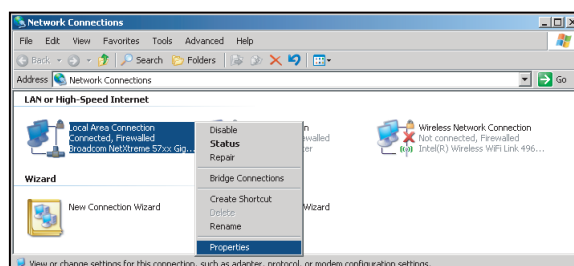 Network Connections
File Edit View Favorites Tools Advanced Help
Back Search Folders
Address Network Connections Go
LAN or High-Speed Internet
Local Area Connection
Connected, Firewalled
Broadcom NetXtreme 57xx Gig...
Disable
Status
Repair
Bridge Connections
Create Shortcut
Delete
Rename
Properties
Wireless Network Connection
Not connected, Firewalled
Intel(R) Wireless WiFi Link 496...
Wizard
New Connection Wizard
Wizard
View or change settings for this connection, such as adapter, protocol, or modem configuration settings.